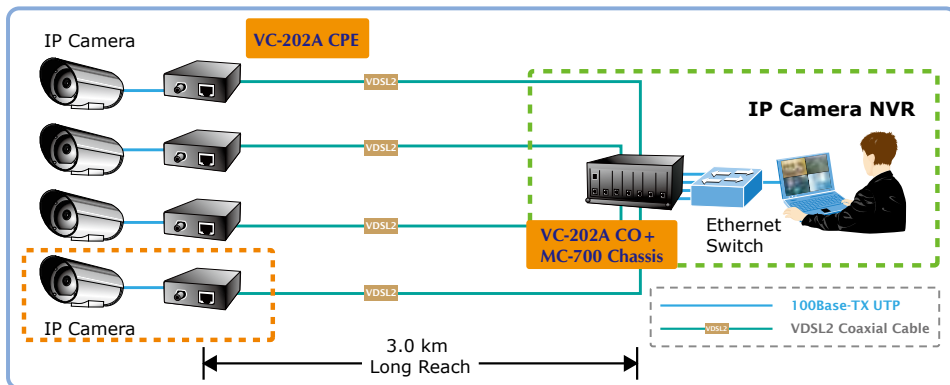 IP Camera
VC-202A CPE
VDSL2
VDSL2
VDSL2
VDSL2
IP Camera
IP Camera NVR
Ethernet
Switch
VC-202A CO +
MC-700 Chassis
100Base-TX UTP
VDSL2
VDSL2 Coaxial Cable
3.0 km
Long Reach